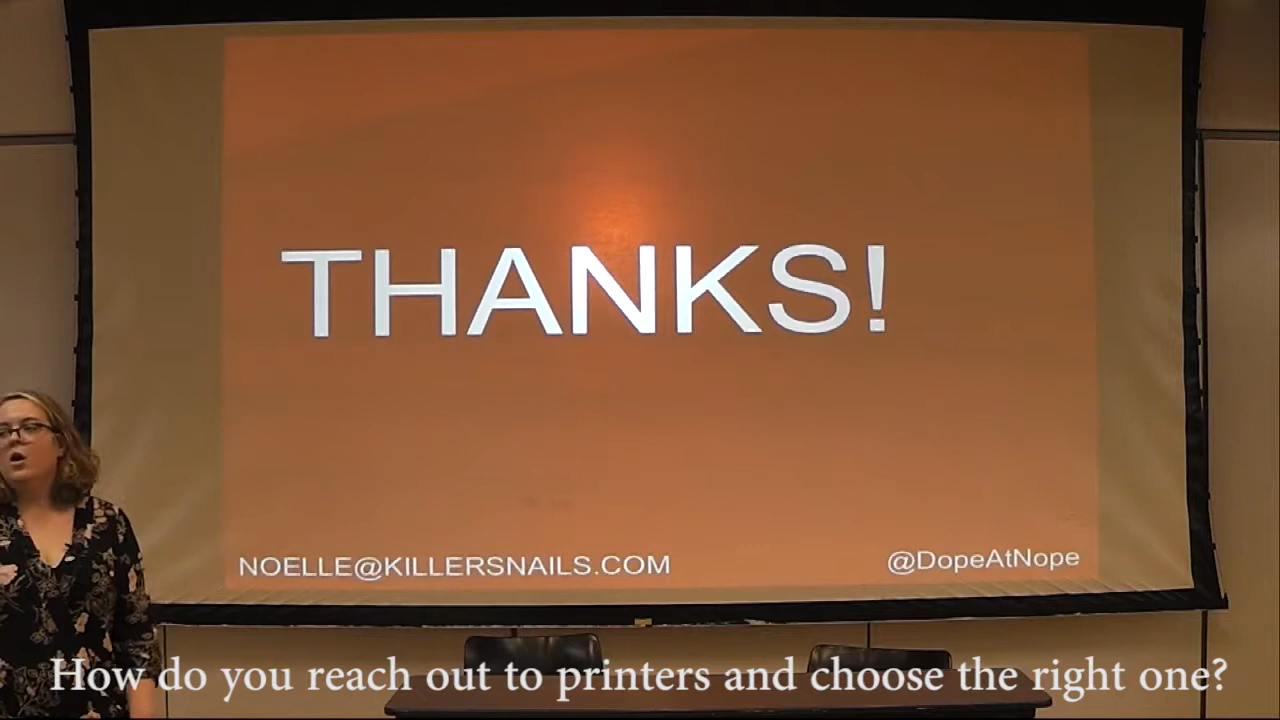 THANKS!
NOELLE@KILLERSNAILS.COM
@DopeAtNope
How do you reach out to printers and choose the right one?